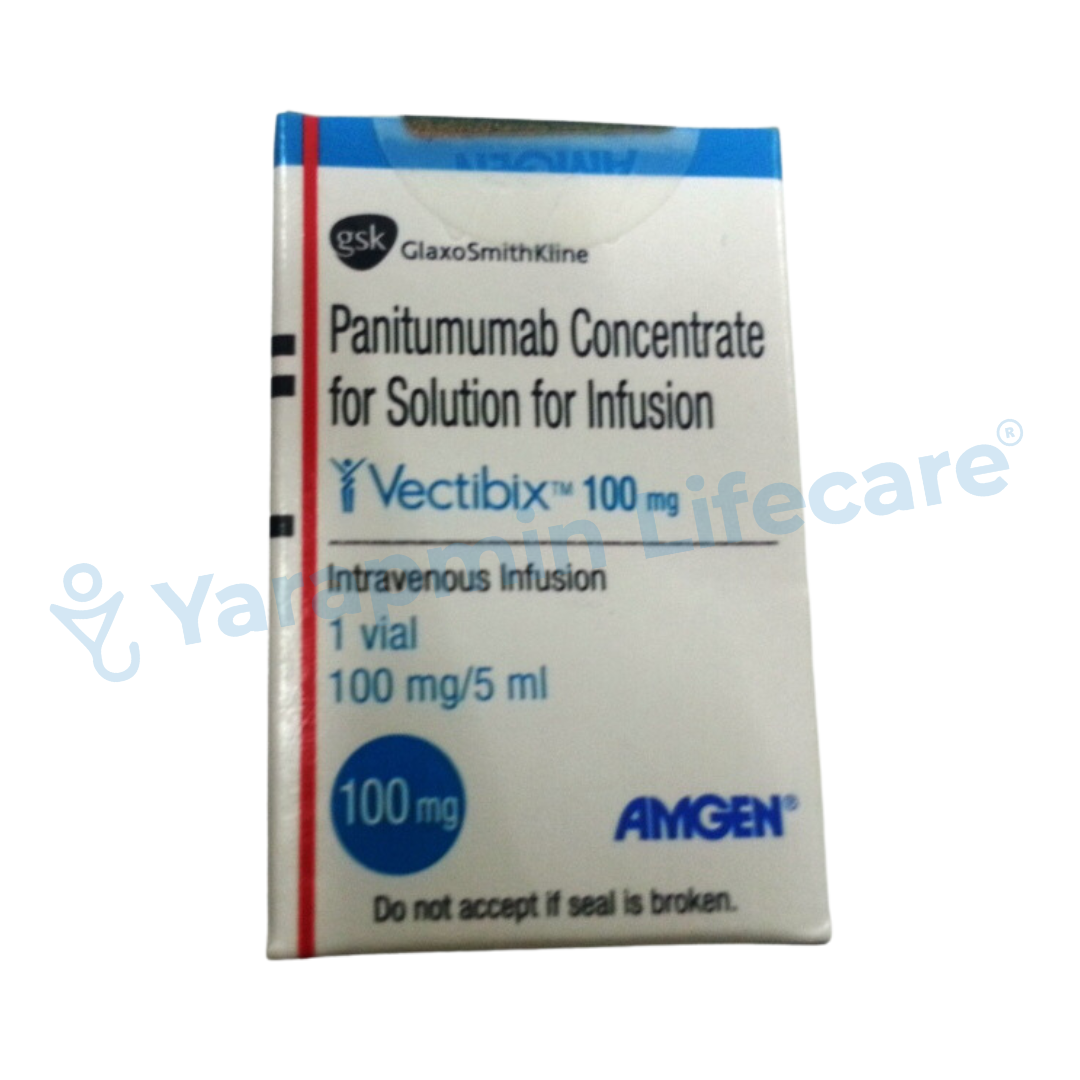 AMGEN
gsk GlaxoSmithKline
Panitumumab Concentrate
for Solution for Infusion
Vectibix™ 100 mg
Intravenous Infusion
1 vial
100 mg/5 ml
100 mg
AMGEN®
Do not accept if seal is broken.
Yarapmin Lifecare®